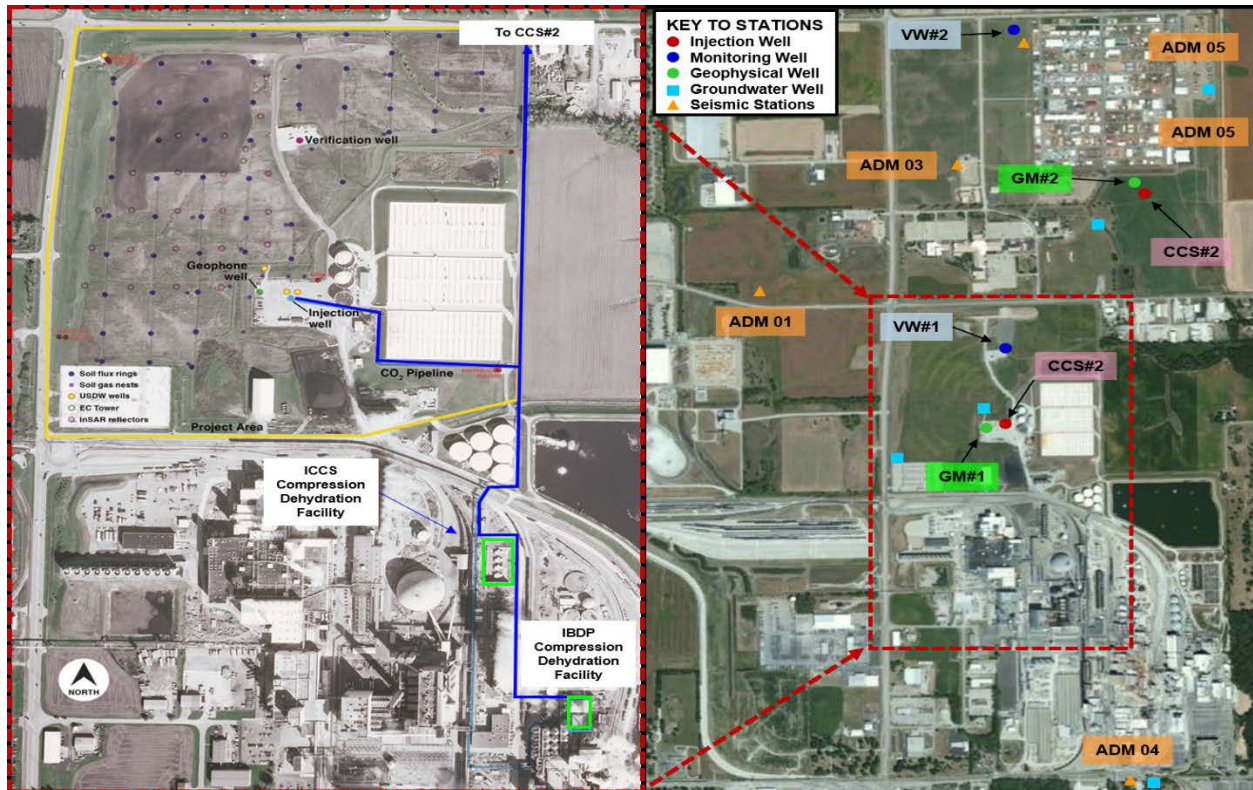 To CCS#2
Verification well
Geophone
well
Injection
well
CO₂ Pipeline
Soil flux rings
Soil gas nests
USDW wells
EC Tower
InSAR reflectors
Project Area
ICCS
Compression
Dehydration
Facility
IBDP
Compression
Dehydration
Facility
NORTH
KEY TO STATIONS
Injection Well
Monitoring Well
Geophysical Well
Groundwater Well
Seismic Stations
VW#2
ADM 05
ADM 05
ADM 03
GM#2
CCS#2
ADM 01
VW#1
CCS#2
GM#1
ADM 04